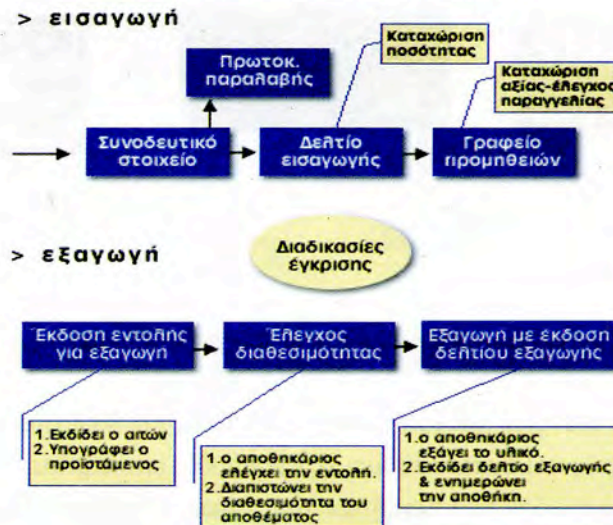 > εισαγωγή
Καταχώριση
ποσότητας
Πρωτοκ.
παραλαβής
Καταχώριση
αξίας-έλεγχος
παραγγελίας
Συνοδευτικό
στοιχείο
Δελτίο
εισαγωγής
Γραφείο
προμηθειών
> εξαγωγή
Διαδικασίες
έγκρισης
Έκδοση εντολής
για εξαγωγή
Έλεγχος
διαθεσιμότητας
Εξαγωγή με έκδοση
δελτίου εξαγωγής
1.Εκδίδει ο αιτών
2.Υπογράφει ο
προϊστάμενος
1.ο αποθηκάριος
ελέγχει την εντολή.
2.Διαπιστώνει την
διαθεσιμότητα του
αποθέματος
1.ο αποθηκάριος
εξάγει το υλικό.
2.Εκδίδει δελτίο εξαγωγής
& ενημερώνει
την αποθήκη.